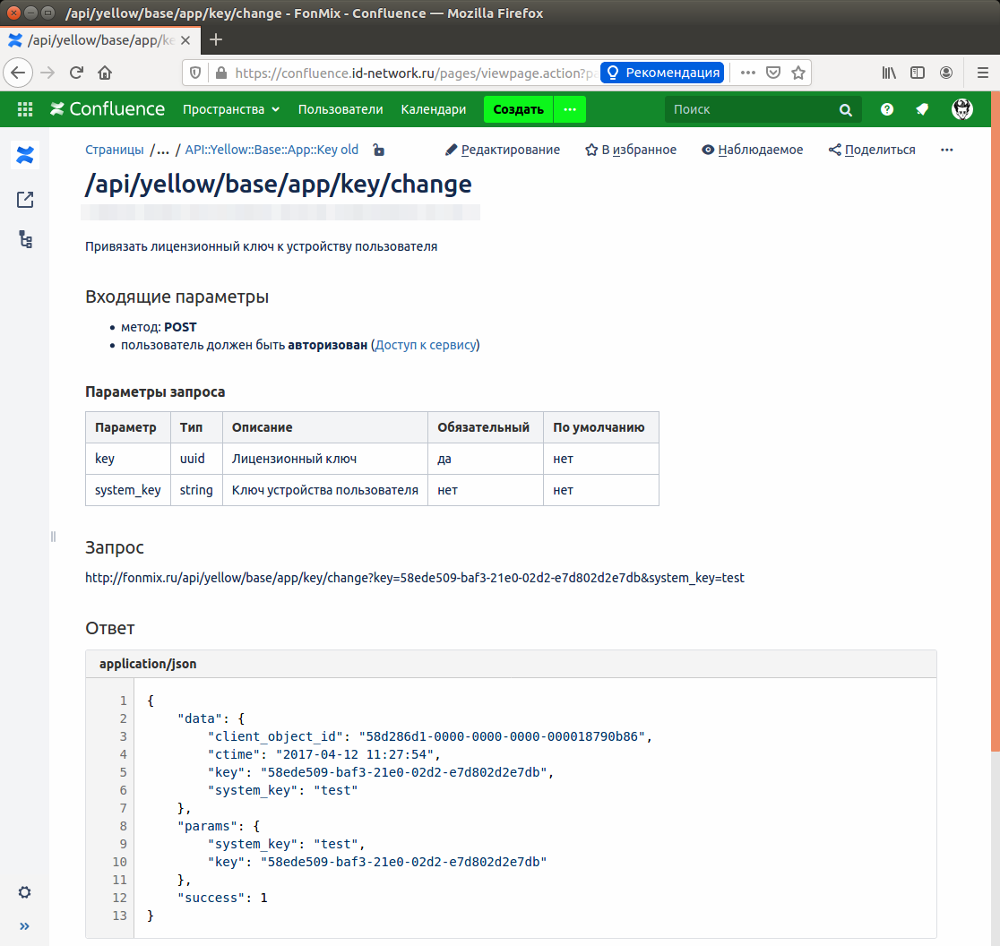 /api/yellow/base/app/key/change - FonMix - Confluence — Mozilla Firefox
/api/yellow/base/app/ke
https://confluence.id-network.ru/pages/viewpage.action?p Рекомендация
Confluence Пространства Пользователи Календари Создать Поиск
Страницы /... / API::Yellow::Base::App::Key old Редактирование В избранное Наблюдаемое Поделиться
/api/yellow/base/app/key/change
Привязать лицензионный ключ к устройству пользователя
Входящие параметры
• метод: POST
• пользователь должен быть авторизован (Доступ к сервису)
Параметры запроса
Параметр Тип Описание Обязательный По умолчанию
key uuid Лицензионный ключ да нет
system_key string Ключ устройства пользователя нет нет
Запрос
http://fonmix.ru/api/yellow/base/app/key/change?key=58ede509-baf3-21e0-02d2-e7d802d2e7db&system_key=test
Ответ
application/json
1 {
2 "data": {
3 "client_object_id": "58d286d1-0000-0000-0000-000018790b86",
4 "ctime": "2017-04-12 11:27:54",
5 "key": "58ede509-baf3-21e0-02d2-e7d802d2e7db",
6 "system_key": "test"
7 },
8 "params": {
9 "system_key": "test",
10 "key": "58ede509-baf3-21e0-02d2-e7d802d2e7db"
11 },
12 "success": 1
13 }